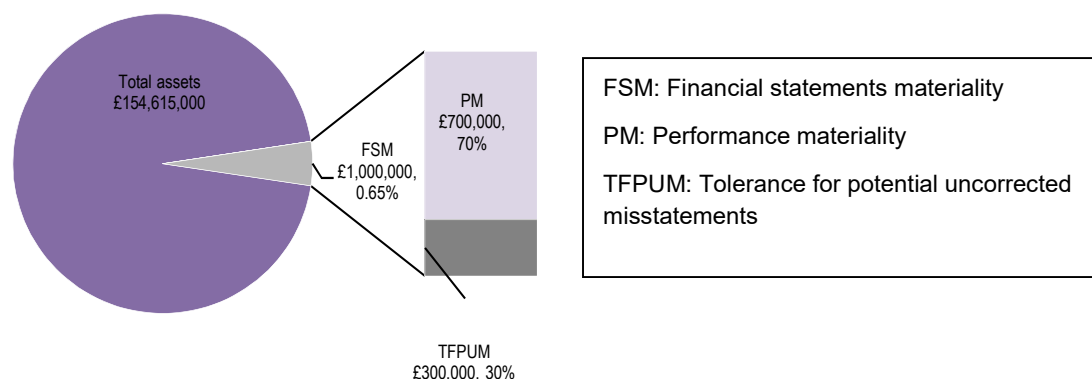 Total assets
£154,615,000
FSM
£1,000,000,
0.65%
PM
£700,000,
70%
TFPUM
£300,000, 30%
FSM: Financial statements materiality
PM: Performance materiality
TFPUM: Tolerance for potential uncorrected
misstatements